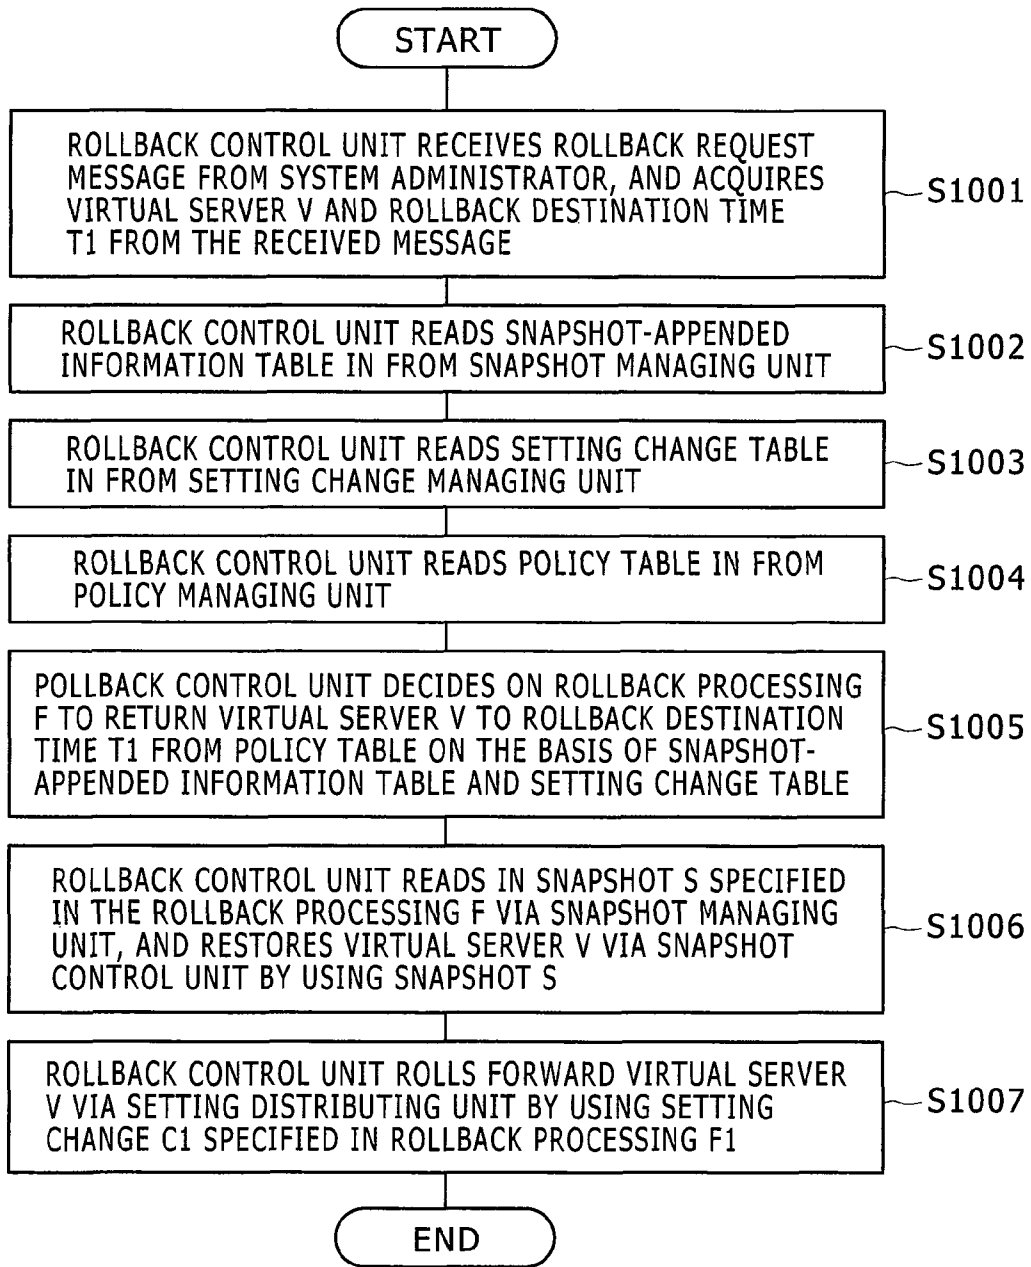 START
ROLLBACK CONTROL UNIT RECEIVES ROLLBACK REQUEST
MESSAGE FROM SYSTEM ADMINISTRATOR, AND ACQUIRES
VIRTUAL SERVER V AND ROLLBACK DESTINATION TIME
T1 FROM THE RECEIVED MESSAGE
S1001
ROLLBACK CONTROL UNIT READS SNAPSHOT-APPENDED
INFORMATION TABLE IN FROM SNAPSHOT MANAGING UNIT
S1002
ROLLBACK CONTROL UNIT READS SETTING CHANGE TABLE
IN FROM SETTING CHANGE MANAGING UNIT
S1003
ROLLBACK CONTROL UNIT READS POLICY TABLE IN FROM
POLICY MANAGING UNIT
S1004
POLLBACK CONTROL UNIT DECIDES ON ROLLBACK PROCESSING
F TO RETURN VIRTUAL SERVER V TO ROLLBACK DESTINATION
TIME T1 FROM POLICY TABLE ON THE BASIS OF SNAPSHOT-
APPENDED INFORMATION TABLE AND SETTING CHANGE TABLE
S1005
ROLLBACK CONTROL UNIT READS IN SNAPSHOT S SPECIFIED
IN THE ROLLBACK PROCESSING F VIA SNAPSHOT MANAGING
UNIT, AND RESTORES VIRTUAL SERVER V VIA SNAPSHOT
CONTROL UNIT BY USING SNAPSHOT S
S1006
ROLLBACK CONTROL UNIT ROLLS FORWARD VIRTUAL SERVER
V VIA SETTING DISTRIBUTING UNIT BY USING SETTING
CHANGE C1 SPECIFIED IN ROLLBACK PROCESSING F1
S1007
END